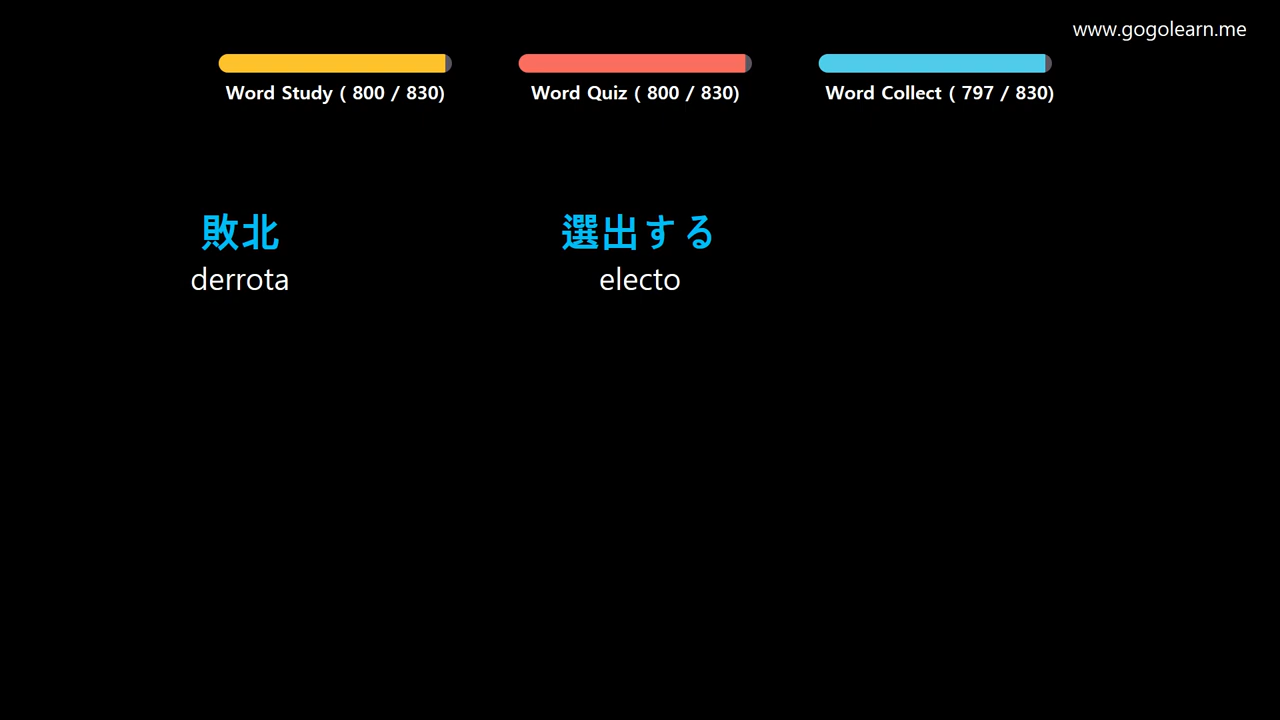 www.gogolearn.me
Word Study ( 800 / 830)
Word Quiz ( 800 / 830)
Word Collect ( 797 / 830)
敗北
derrota
選出する
electo